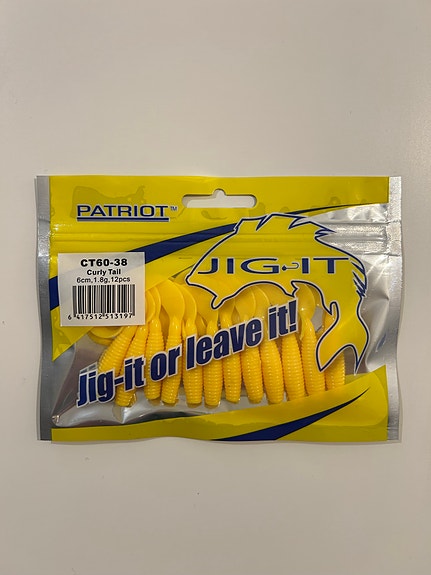 PATRIOT™
JIG-IT
CT60-38
Curly Tail
6cm,1.8g,12pcs
6 417512 513197
Jig-it or leave it!